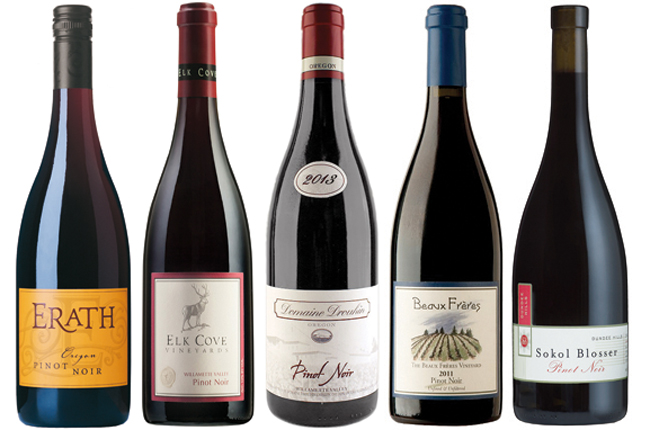 ERATH
Oregon
PINOT
NOIR
ELK COVE
ELK COVE
VINEYARDS
WILLAMETTE VALLEY
Pinot Noir
OREGON
2013
Domaine Drouhin
Pinot Noir
WILLAMETTE VALLEY
Beaux Frères
THE BEAUX FRÈRES VINEYARD
2011
Pinot Noir
Sokol Blosser
Pinot Noir